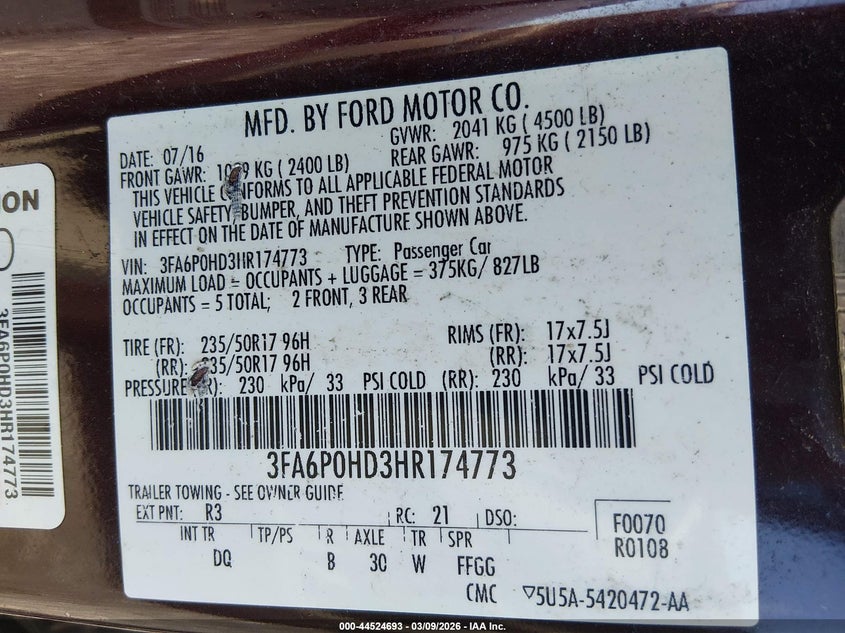 MFD. BY FORD MOTOR CO.
DATE: 07/16
GVWR: 2041 KG ( 4500 LB)
FRONT GAWR: KG ( 2400 LB)
REAR GAWR: 975 KG ( 2150 LB)
THIS VEHICLE TO ALL APPLICABLE FEDERAL MOTOR
VEHICLE SAFETY, BUMPER, AND THEFT PREVENTION STANDARDS
IN EFFECT ON THE DATE OF MANUFACTURE SHOWN ABOVE.
VIN: 3FA6P0HD3HR174773 TYPE: Passenger Car
MAXIMUM LOAD = OCCUPANTS + LUGGAGE = 375KG/ 827LB
OCCUPANTS = 5 TOTAL; 2 FRONT, 3 REAR
TIRE (FR): 235/50R17 96H RIMS (FR): 17x7.5J
(RR): 235/50R17 96H (RR): 17x7.5J
PRESSURE 230 kPa/ 33 PSI COLD (RR): 230 kPa/ 33 PSI COLD
3FA6P0HD3HR174773
TRAILER TOWING - SEE OWNER GUIDE
EXT PNT: R3 RC: 21 DSO:
F0070
R0108
INT TR TP/PS R AXLE TR SPR
DQ B 30 W FFGG
CMC ▽5U5A-5420472-AA
ION
3FA6P0HD3HR174773
000-44524693 - 03/09/2026 - IAA Inc.